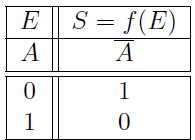 E S = f(E)
A A̅
0 1
1 0